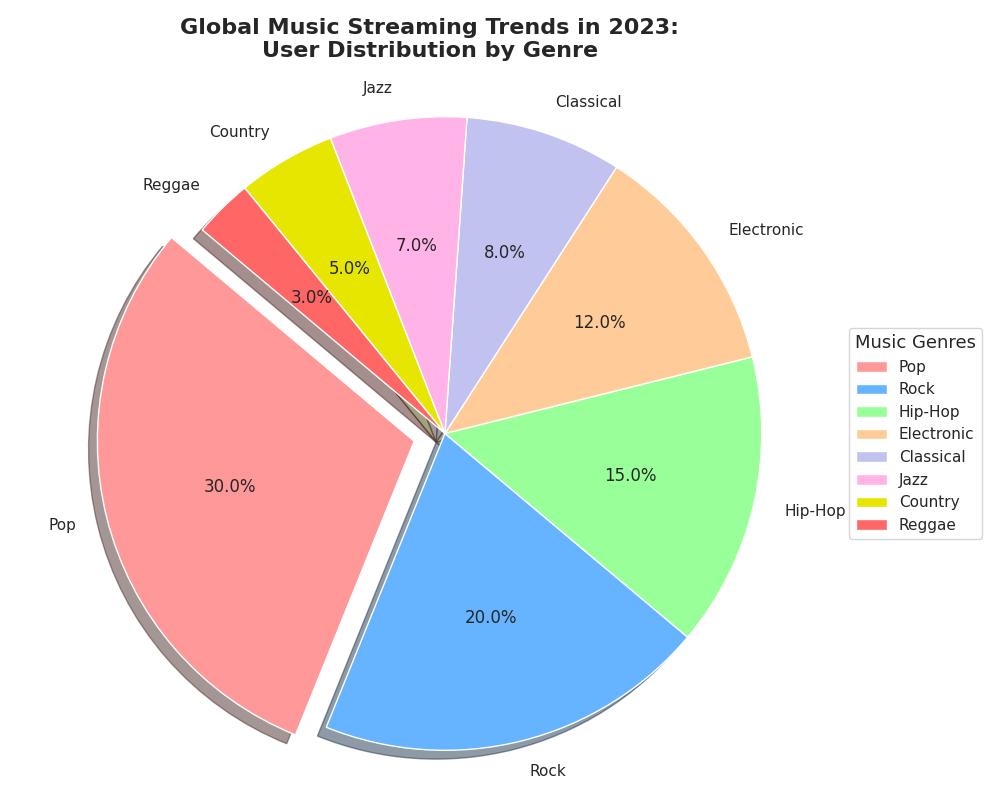 Global Music Streaming Trends in 2023:
User Distribution by Genre
Jazz
Classical
Country
Reggae
Electronic
7.0%
8.0%
5.0%
3.0%
12.0%
Music Genres
Pop
Rock
Hip-Hop
Electronic
Classical
Jazz
Country
Reggae
15.0%
30.0%
Hip-Hop
Pop
20.0%
Rock